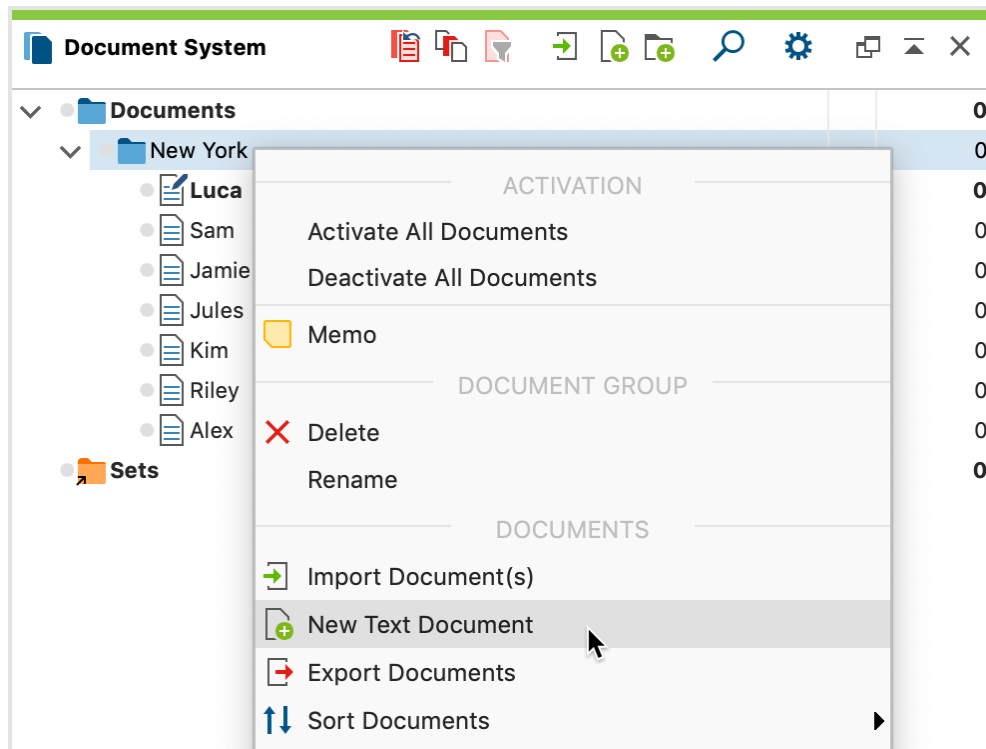 Document System
Documents 0
New York 0
Luca 0
Sam 0
Jamie 0
Jules 0
Kim 0
Riley 0
Alex 0
Sets 0
ACTIVATION
Activate All Documents
Deactivate All Documents
Memo
DOCUMENT GROUP
Delete
Rename
DOCUMENTS
Import Document(s)
New Text Document
Export Documents
Sort Documents